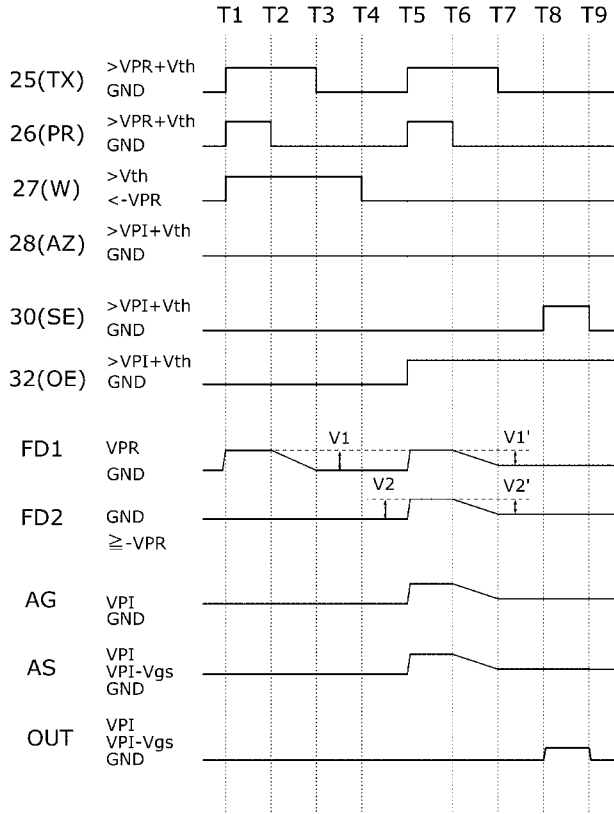 T1 T2 T3 T4 T5 T6 T7 T8 T9
25(TX) >VPR+Vth
GND
26(PR) >VPR+Vth
GND
27(W) >Vth
<-VPR
28(AZ) >VPI+Vth
GND
30(SE) >VPI+Vth
GND
32(OE) >VPI+Vth
GND
FD1 VPR V1 V1'
GND
V2 V2'
FD2 GND
≧-VPR
AG VPI
GND
AS VPI
VPI-Vgs
GND
OUT VPI
VPI-Vgs
GND